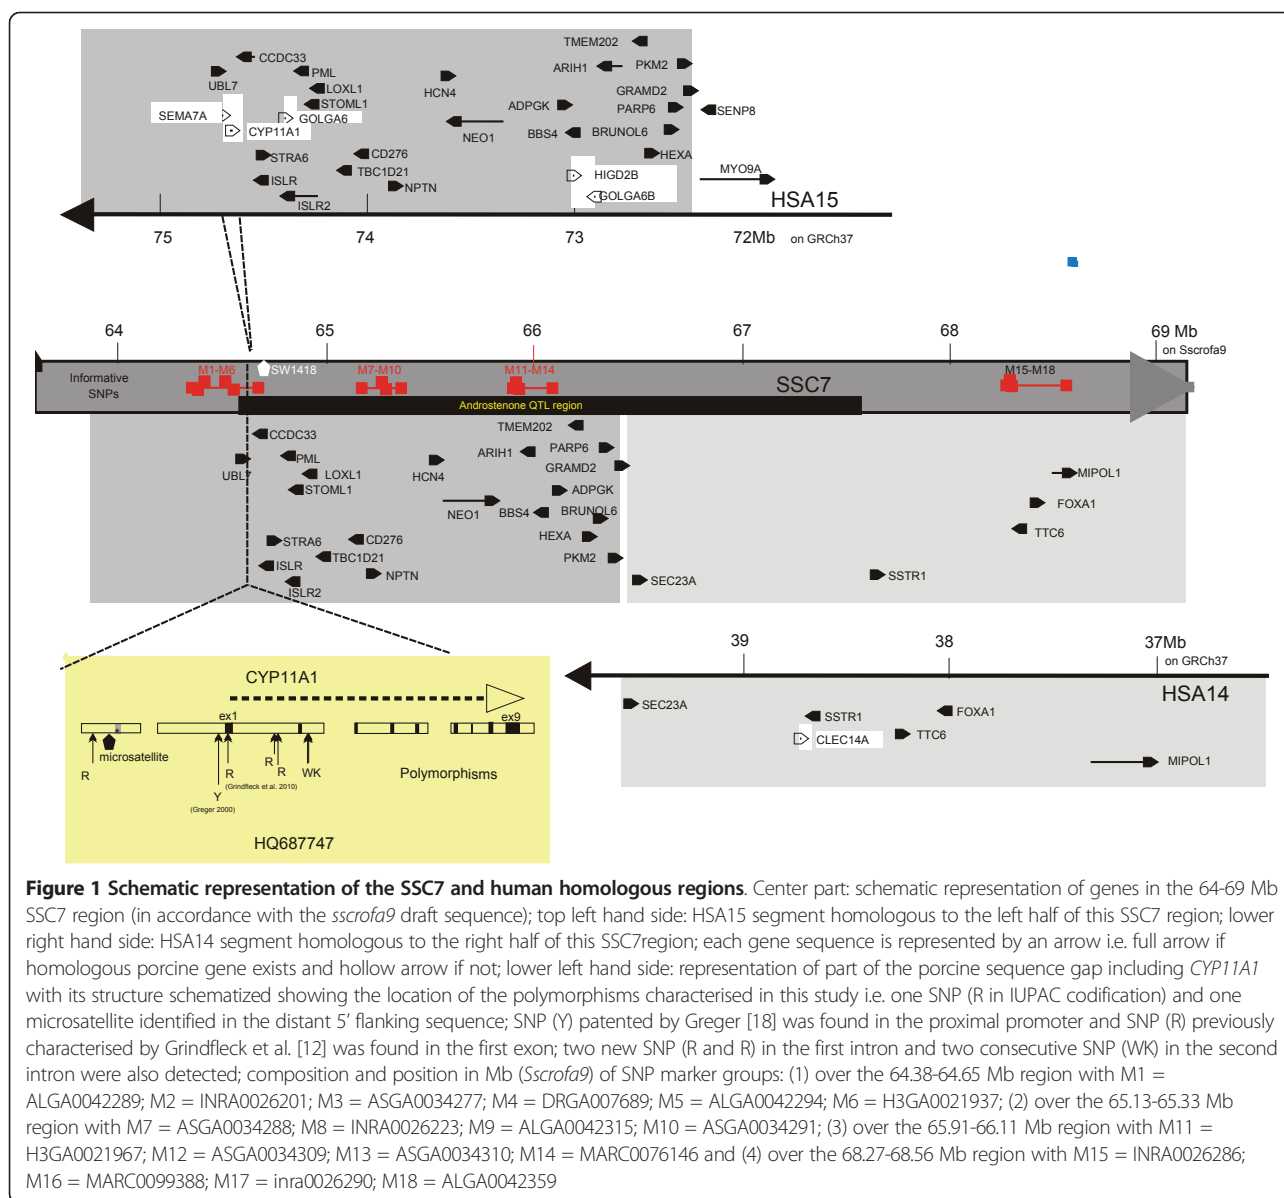 TMEM202
CCDC33
ARIH1
PKM2
PML
UBL7
LOXL1
HCN4
GRAMD2
STOML1
ADPGK
PARP6
SENP8
SEMA7A
GOLGA6
CYP11A1
NEO1
BBS4
BRUNOL6
STRA6
CD276
HEXA
TBC1D21
MYO9A
ISLR
NPTN
HIGD2B
ISLR2
GOLGA6B
HSA15
75
74
73
72Mb
on GRCh37
64
65
66
67
68
69 Mb
on Sscrofa9
Informative
SNPs
M1-M6
SW1418
M7-M10
M11-M14
SSC7
M15-M18
Androstenone QTL region
TMEM202
CCDC33
ARIH1
PARP6
PML
GRAMD2
UBL7
LOXL1
HCN4
MIPOL1
STOML1
ADPGK
NEO1
BBS4
BRUNOL6
FOXA1
TTC6
STRA6
CD276
HEXA
TBC1D21
PKM2
ISLR
NPTN
SEC23A
SSTR1
ISLR2
39
38
37Mb
on GRCh37
HSA14
SEC23A
SSTR1
FOXA1
CLEC14A
TTC6
MIPOL1
CYP11A1
ex1
ex9
microsatellite
R
R
R
R
WK
Polymorphisms
(Grindfleck et al. 2010)
Y
(Greger 2000)
HQ687747
Figure 1 Schematic representation of the SSC7 and human homologous regions. Center part: schematic representation of genes in the 64-69 Mb
SSC7 region (in accordance with the sscrofa9 draft sequence); top left hand side: HSA15 segment homologous to the left half of this SSC7 region; lower
right hand side: HSA14 segment homologous to the right half of this SSC7region; each gene sequence is represented by an arrow i.e. full arrow if
homologous porcine gene exists and hollow arrow if not; lower left hand side: representation of part of the porcine sequence gap including CYP11A1
with its structure schematized showing the location of the polymorphisms characterised in this study i.e. one SNP (R in IUPAC codification) and one
microsatellite identified in the distant 5’ flanking sequence; SNP (Y) patented by Greger [18] was found in the proximal promoter and SNP (R) previously
characterised by Grindfleck et al. [12] was found in the first exon; two new SNP (R and R) in the first intron and two consecutive SNP (WK) in the second
intron were also detected; composition and position in Mb (Sscrofa9) of SNP marker groups: (1) over the 64.38-64.65 Mb region with M1 =
ALGA0042289; M2 = INRA0026201; M3 = ASGA0034277; M4 = DRGA007689; M5 = ALGA0042294; M6 = H3GA0021937; (2) over the 65.13-65.33 Mb
region with M7 = ASGA0034288; M8 = INRA0026223; M9 = ALGA0042315; M10 = ASGA0034291; (3) over the 65.91-66.11 Mb region with M11 =
H3GA0021967; M12 = ASGA0034309; M13 = ASGA0034310; M14 = MARC0076146 and (4) over the 68.27-68.56 Mb region with M15 = INRA0026286;
M16 = MARC0099388; M17 = inra0026290; M18 = ALGA0042359